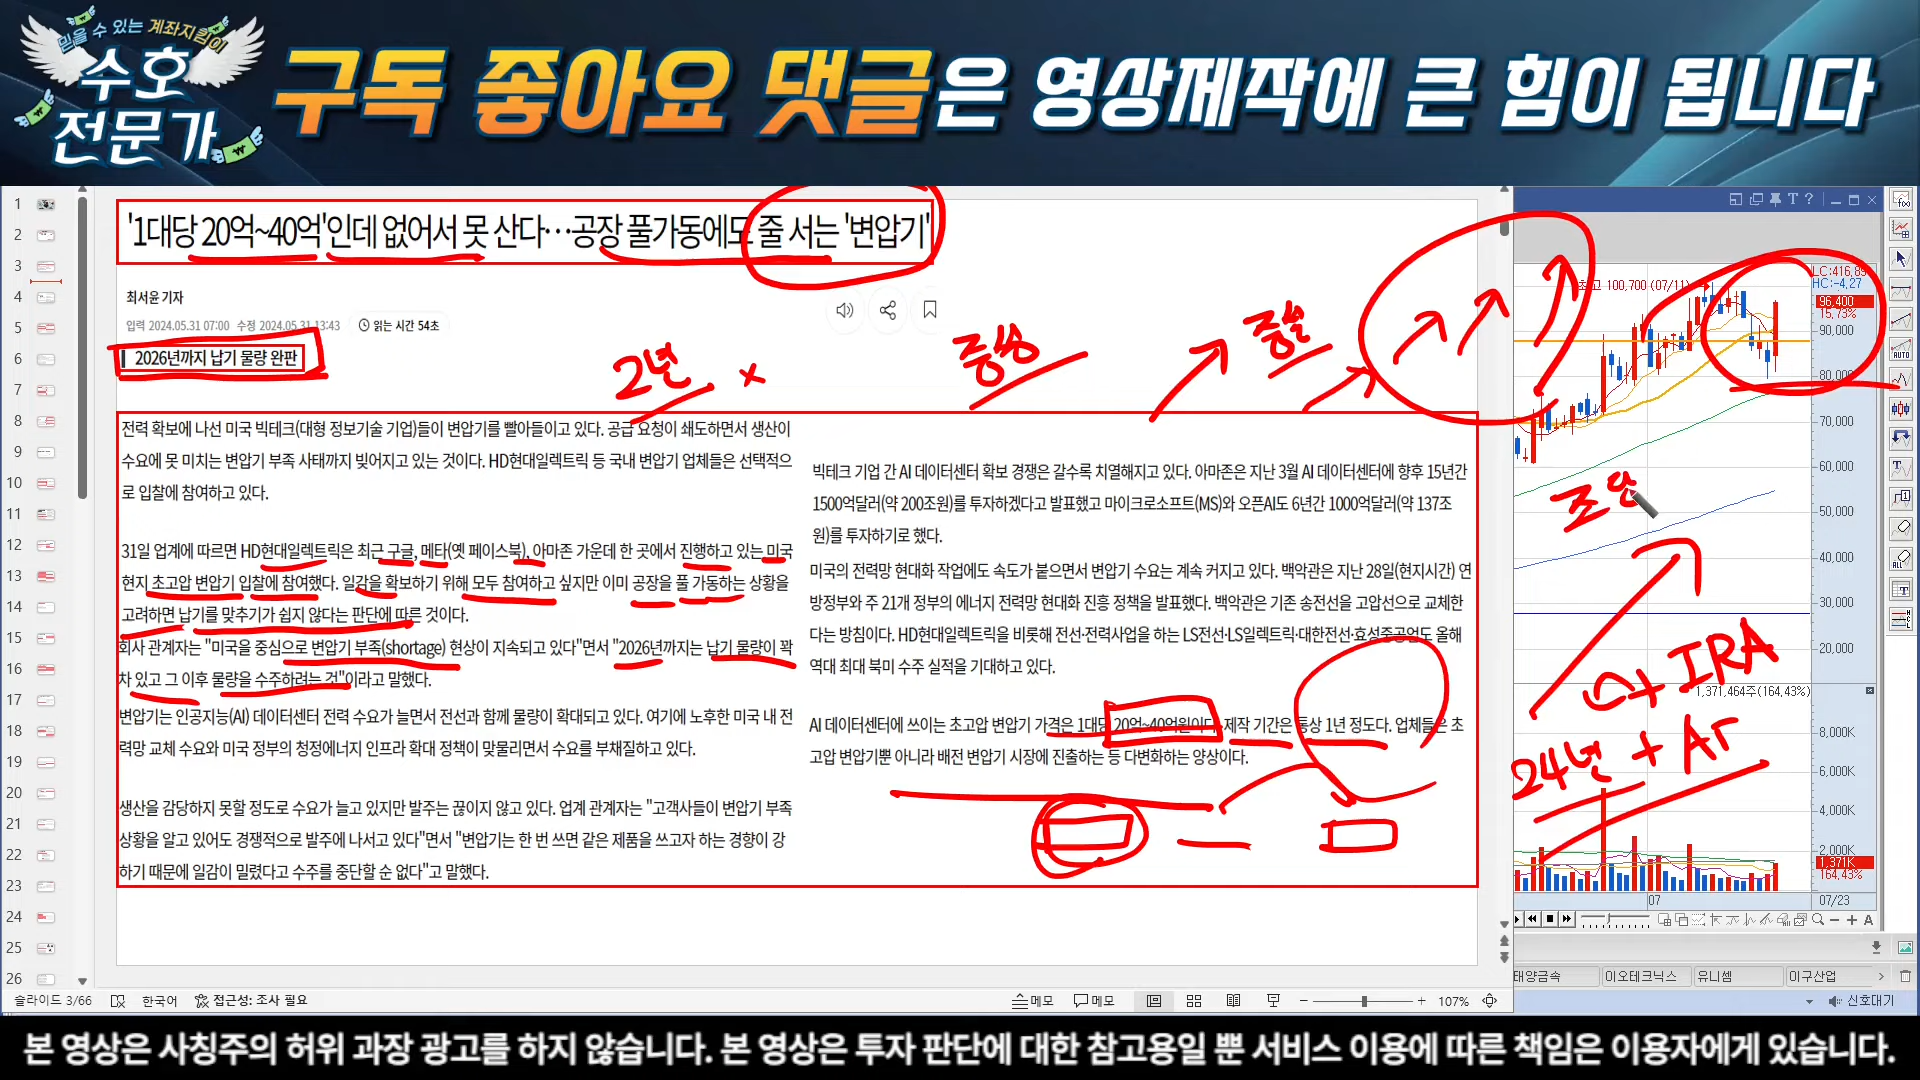 믿을 수 있는 계좌지킴이
수호
전문가
구독 좋아요 댓글은 영상제작에 큰 힘이 됩니다
'1대당 20억~40억'인데 없어서 못 산다…공장 풀가동에도 줄 서는 '변압기'
최서윤 기자
입력 2024.05.31 07:00 수정 2024.05.31 13:43 읽는 시간 54초
2026년까지 납기 물량 완판
2년
증설
전력 확보에 나선 미국 빅테크(대형 정보기술 기업)들이 변압기를 빨아들이고 있다. 공급 요청이 쇄도하면서 생산이
수요에 못 미치는 변압기 부족 사태까지 빚어지고 있는 것이다. HD현대일렉트릭 등 국내 변압기 업체들은 선택적으
로 입찰에 참여하고 있다.
31일 업계에 따르면 HD현대일렉트릭은 최근 구글, 메타(옛 페이스북), 아마존 가운데 한 곳에서 진행하고 있는 미국
현지 초고압 변압기 입찰에 참여했다. 일감을 확보하기 위해 모두 참여하고 싶지만 이미 공장을 풀 가동하는 상황을
고려하면 납기를 맞추기가 쉽지 않다는 판단에 따른 것이다.
회사 관계자는 "미국을 중심으로 변압기 부족(shortage) 현상이 지속되고 있다"면서 "2026년까지는 납기 물량이 꽉
차 있고 그 이후 물량을 수주하려는 것"이라고 말했다.
변압기는 인공지능(AI) 데이터센터 전력 수요가 늘면서 전선과 함께 물량이 확대되고 있다. 여기에 노후한 미국 내 전
력망 교체 수요와 미국 정부의 청정에너지 인프라 확대 정책이 맞물리면서 수요를 부채질하고 있다.
생산을 감당하지 못할 정도로 수요가 늘고 있지만 발주는 끊이지 않고 있다. 업계 관계자는 "고객사들이 변압기 부족
상황을 알고 있어도 경쟁적으로 발주에 나서고 있다"면서 "변압기는 한 번 쓰면 같은 제품을 쓰고자 하는 경향이 강
하기 때문에 일감이 밀렸다고 수주를 중단할 순 없다"고 말했다.
빅테크 기업 간 AI 데이터센터 확보 경쟁은 갈수록 치열해지고 있다. 아마존은 지난 3월 AI 데이터센터에 향후 15년간
1500억달러(약 200조원)를 투자하겠다고 발표했고 마이크로소프트(MS)와 오픈AI도 6년간 1000억달러(약 137조
원)를 투자하기로 했다.
미국의 전력망 현대화 작업에도 속도가 붙으면서 변압기 수요는 계속 커지고 있다. 백악관은 지난 28일(현지시간) 연
방정부와 주 21개 정부의 에너지 전력망 현대화 진흥 정책을 발표했다. 백악관은 기존 송전선을 고압선으로 교체한
다는 방침이다. HD현대일렉트릭을 비롯해 전선·전력사업을 하는 LS전선·LS일렉트릭·대한전선·효성중공업도 올해
역대 최대 북미 수주 실적을 기대하고 있다.
AI 데이터센터에 쓰이는 초고압 변압기 가격은 1대당 20억~40억원이다. 제작 기간은 통상 1년 정도다. 업체들은 초
고압 변압기뿐 아니라 배전 변압기 시장에 진출하는 등 다변화하는 양상이다.
최고 100,700 (07/11)
HC:-4,27
96,400
15,73%
90,000
80,000
70,000
60,000
50,000
40,000
30,000
20,000
+ IRA
24년 + AI
1,371,464주(164,43%)
8,000K
6,000K
4,000K
2,000K
1,371K
164,43%
07
07/23
태양금속 이오테크닉스 유니셈 이구산업
신호대기
1
2
3
4
5
6
7
8
9
10
11
12
13
14
15
16
17
18
19
20
21
22
23
24
25
26
슬라이드 3/66 한국어 접근성: 조사 필요 메모 메모 107%
본 영상은 사칭주의 허위 과장 광고를 하지 않습니다. 본 영상은 투자 판단에 대한 참고용일 뿐 서비스 이용에 따른 책임은 이용자에게 있습니다.